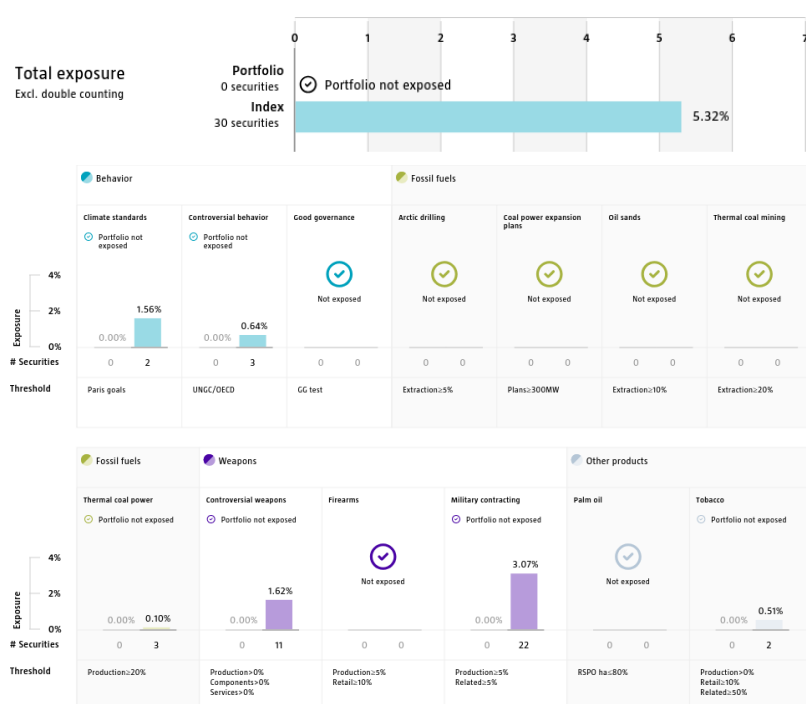 0 1 2 3 4 5 6 7
Total exposure
Excl. double counting
Portfolio
0 securities
Portfolio not exposed
Index
30 securities
5.32%
Behavior
Fossil fuels
Climate standards
Controversial behavior
Good governance
Arctic drilling
Coal power expansion
plans
Oil sands
Thermal coal mining
Portfolio not
exposed
Portfolio not
exposed
Not exposed
Not exposed
Not exposed
Not exposed
Not exposed
Exposure
4%
2%
0%
0.00% 1.56%
0.00% 0.64%
# Securities 0 2 0 3 0 0 0 0 0 0 0 0 0 0
Threshold Paris goals UNGC/OECD GG test Extraction≥5% Plans≥300MW Extraction≥10% Extraction≥20%
Fossil fuels
Weapons
Other products
Thermal coal power
Controversial weapons
Firearms
Military contracting
Palm oil
Tobacco
Portfolio not exposed
Portfolio not exposed
Not exposed
Portfolio not exposed
Not exposed
Portfolio not exposed
Exposure
4%
2%
0%
0.00% 0.10%
0.00% 1.62%
0.00% 3.07%
0.00% 0.51%
# Securities 0 3 0 11 0 0 0 22 0 0 0 2
Threshold Production≥20% Production>0% Production≥5% Production≥5% RSPO ha≤80% Production>0%
Components>0% Retail≥10% Related≥5% Retail≥10%
Services>0% Related≥50%